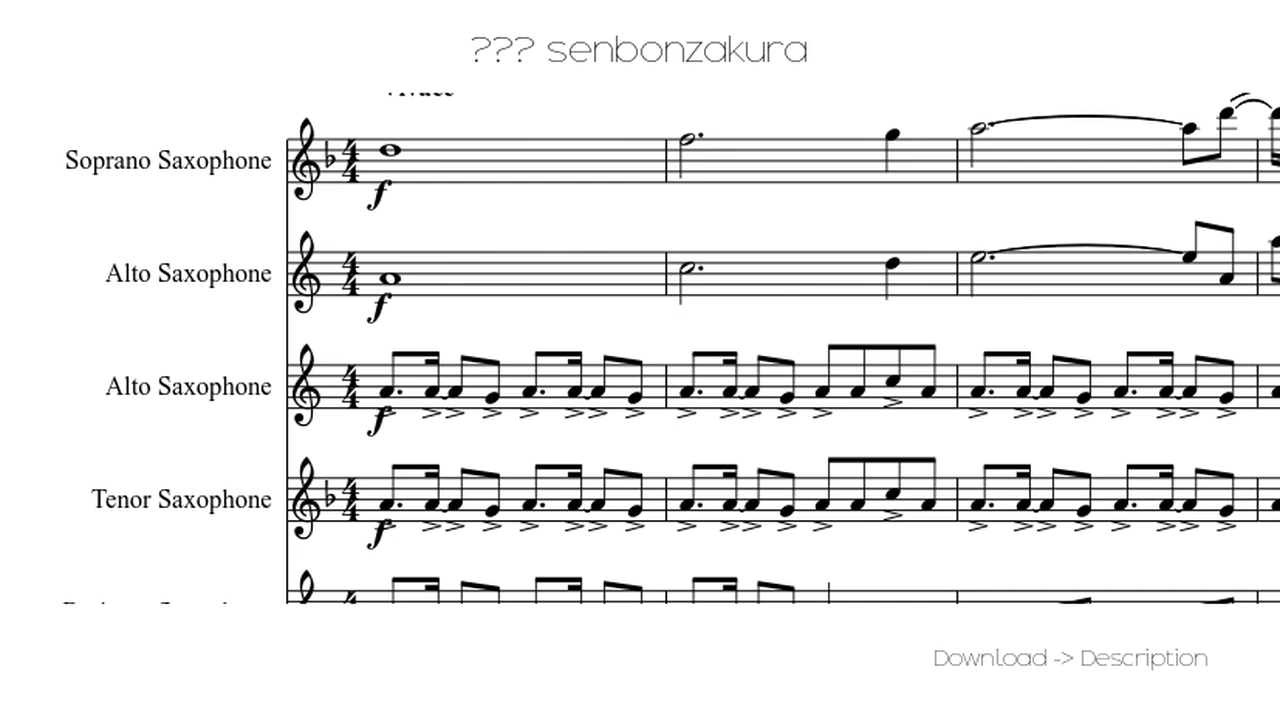 ??? senbonzakura
Soprano Saxophone
f
Alto Saxophone
f
Alto Saxophone
f
Tenor Saxophone
f
Download -> Description